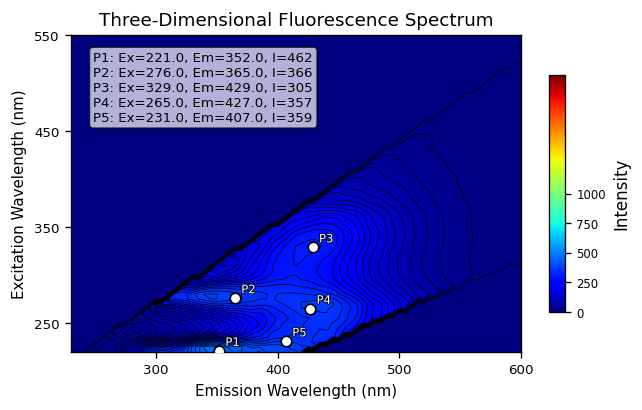 Three-Dimensional Fluorescence Spectrum
550
450
350
250
Excitation Wavelength (nm)
P1: Ex=221.0, Em=352.0, I=462
P2: Ex=276.0, Em=365.0, I=366
P3: Ex=329.0, Em=429.0, I=305
P4: Ex=265.0, Em=427.0, I=357
P5: Ex=231.0, Em=407.0, I=359
P3
P2
P4
P5
P1
300
400
500
600
Emission Wavelength (nm)
1000
750
500
250
0
Intensity